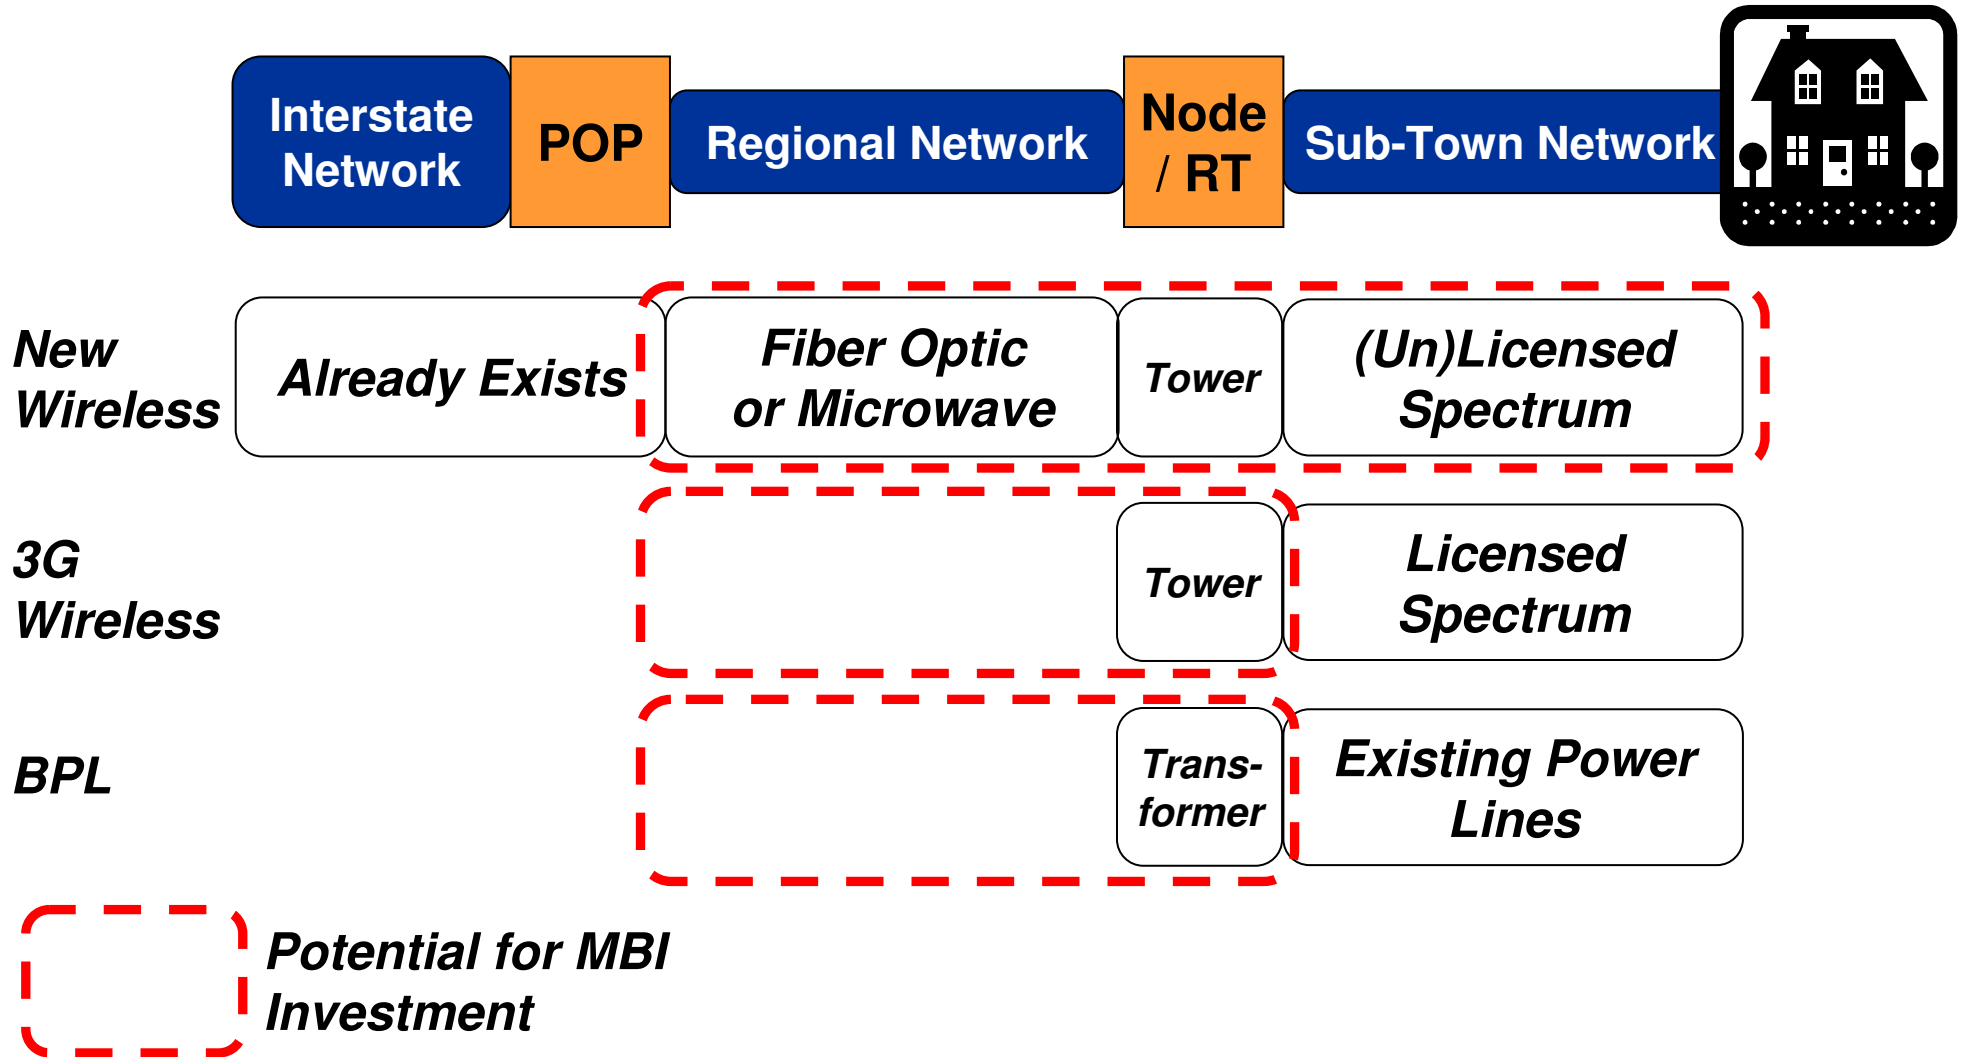 Interstate
Network
POP
Regional Network
Node
/ RT
Sub-Town Network
New
Wireless
Already Exists
Fiber Optic
or Microwave
Tower
(Un)Licensed
Spectrum
3G
Wireless
Tower
Licensed
Spectrum
BPL
Trans-
former
Existing Power
Lines
Potential for MBI
Investment